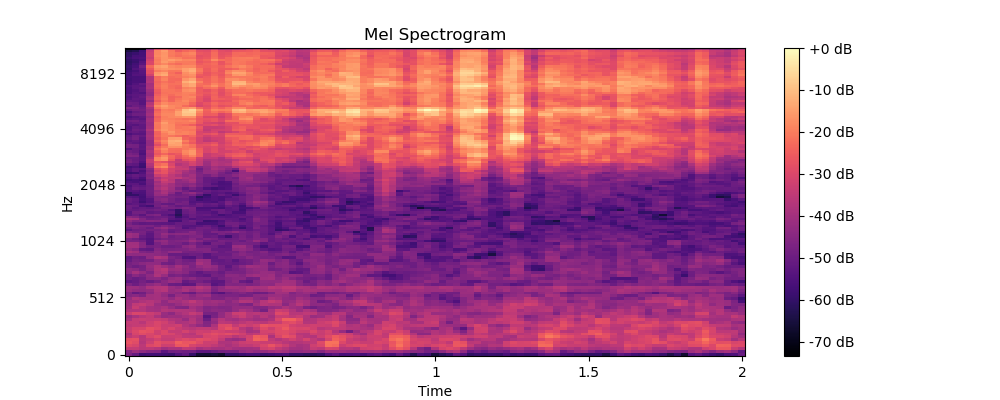 Mel Spectrogram
Hz
8192
4096
2048
1024
512
0
0
0.5
1
1.5
2
Time
+0 dB
-10 dB
-20 dB
-30 dB
-40 dB
-50 dB
-60 dB
-70 dB